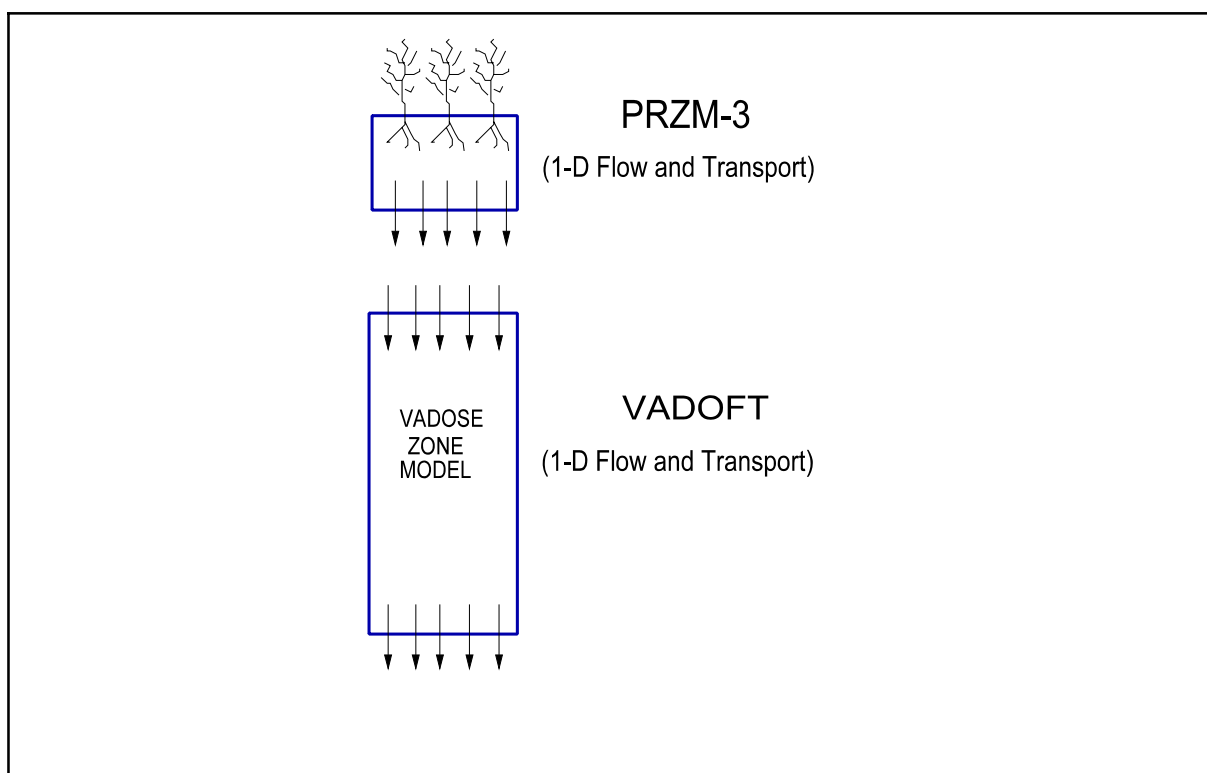 PRZM-3
(1-D Flow and Transport)
VADOSE
ZONE
MODEL
VADOFT
(1-D Flow and Transport)